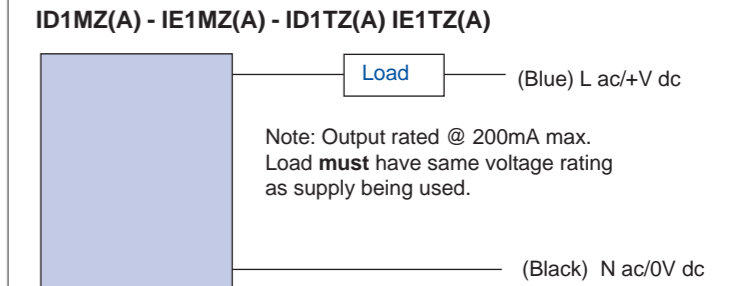 ID1MZ(A) - IE1MZ(A) - ID1TZ(A) IE1TZ(A)
Load
(Blue) L ac/+V dc
Note: Output rated @ 200mA max.
Load must have same voltage rating
as supply being used.
(Black) N ac/0V dc